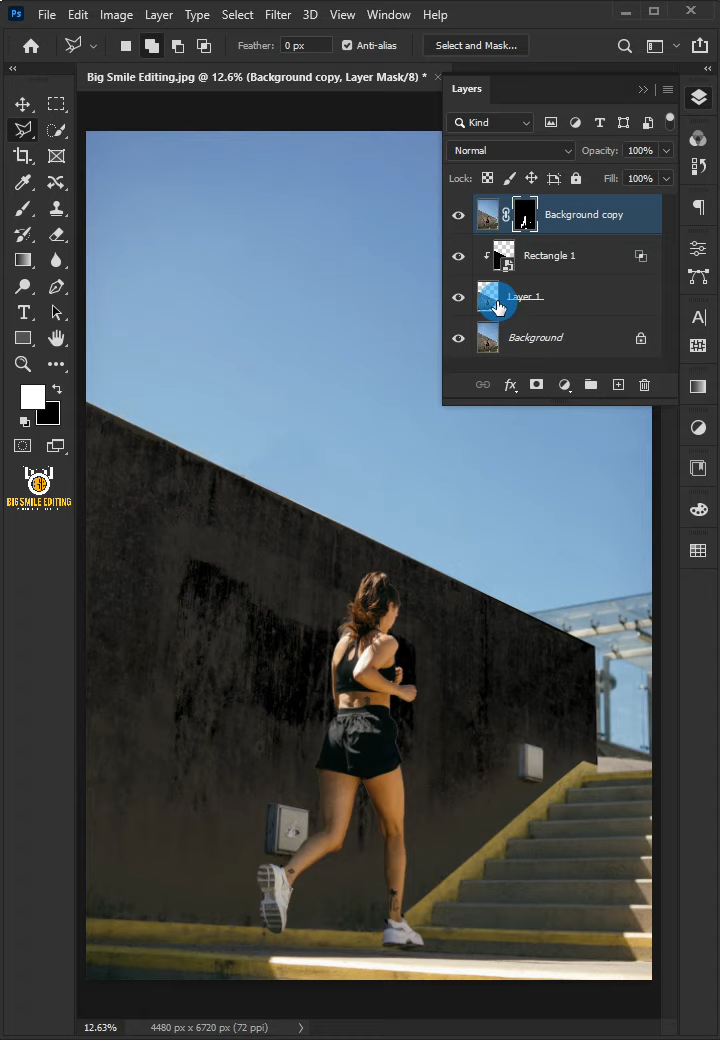 Ps File Edit Image Layer Type Select Filter 3D View Window Help
Feather: 0 px Anti-alias Select and Mask...
Big Smile Editing.jpg @ 12.6% (Background copy, Layer Mask/8) *
Layers
Kind
Normal Opacity: 100%
Lock: Fill: 100%
Background copy
Rectangle 1
Layer 1
Background
fx
BIG SMILE EDITING
12.63% 4480 px x 6720 px (72 ppi)